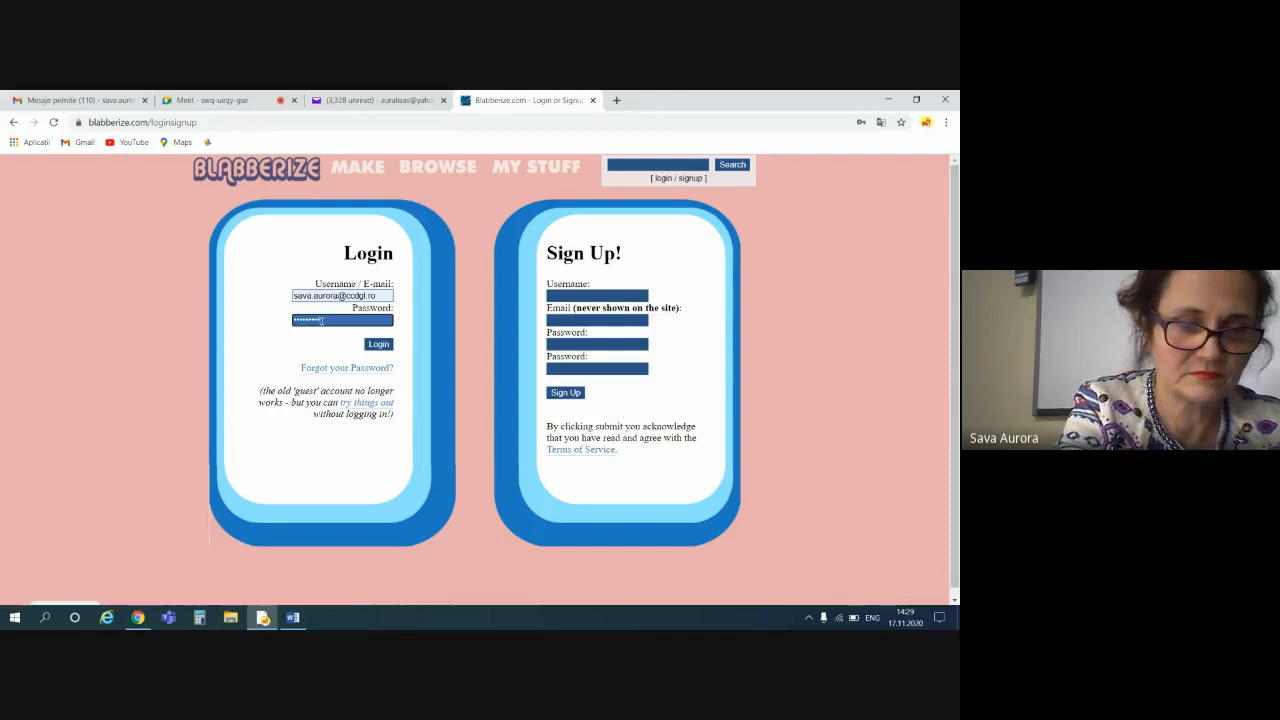 Mesaje primite (110) - sava.auro
Meet - swq-ueqy-gse
(3,328 unread) - auralisav@yaho
Blabberize.com - Login or Signu
blabberize.com/loginsignup
Aplicații
Gmail
YouTube
Maps
BLABBERIZE
MAKE
BROWSE
MY STUFF
Search
[ login / signup ]
Login
Username / E-mail:
sava.aurora@ccdgl.ro
Password:
Login
Forgot your Password?
(the old 'guest' account no longer
works - but you can try things out
without logging in!)
Sign Up!
Username:
Email (never shown on the site):
Password:
Password:
Sign Up
By clicking submit you acknowledge
that you have read and agree with the
Terms of Service.
Sava Aurora
ENG
14:29
17.11.2020